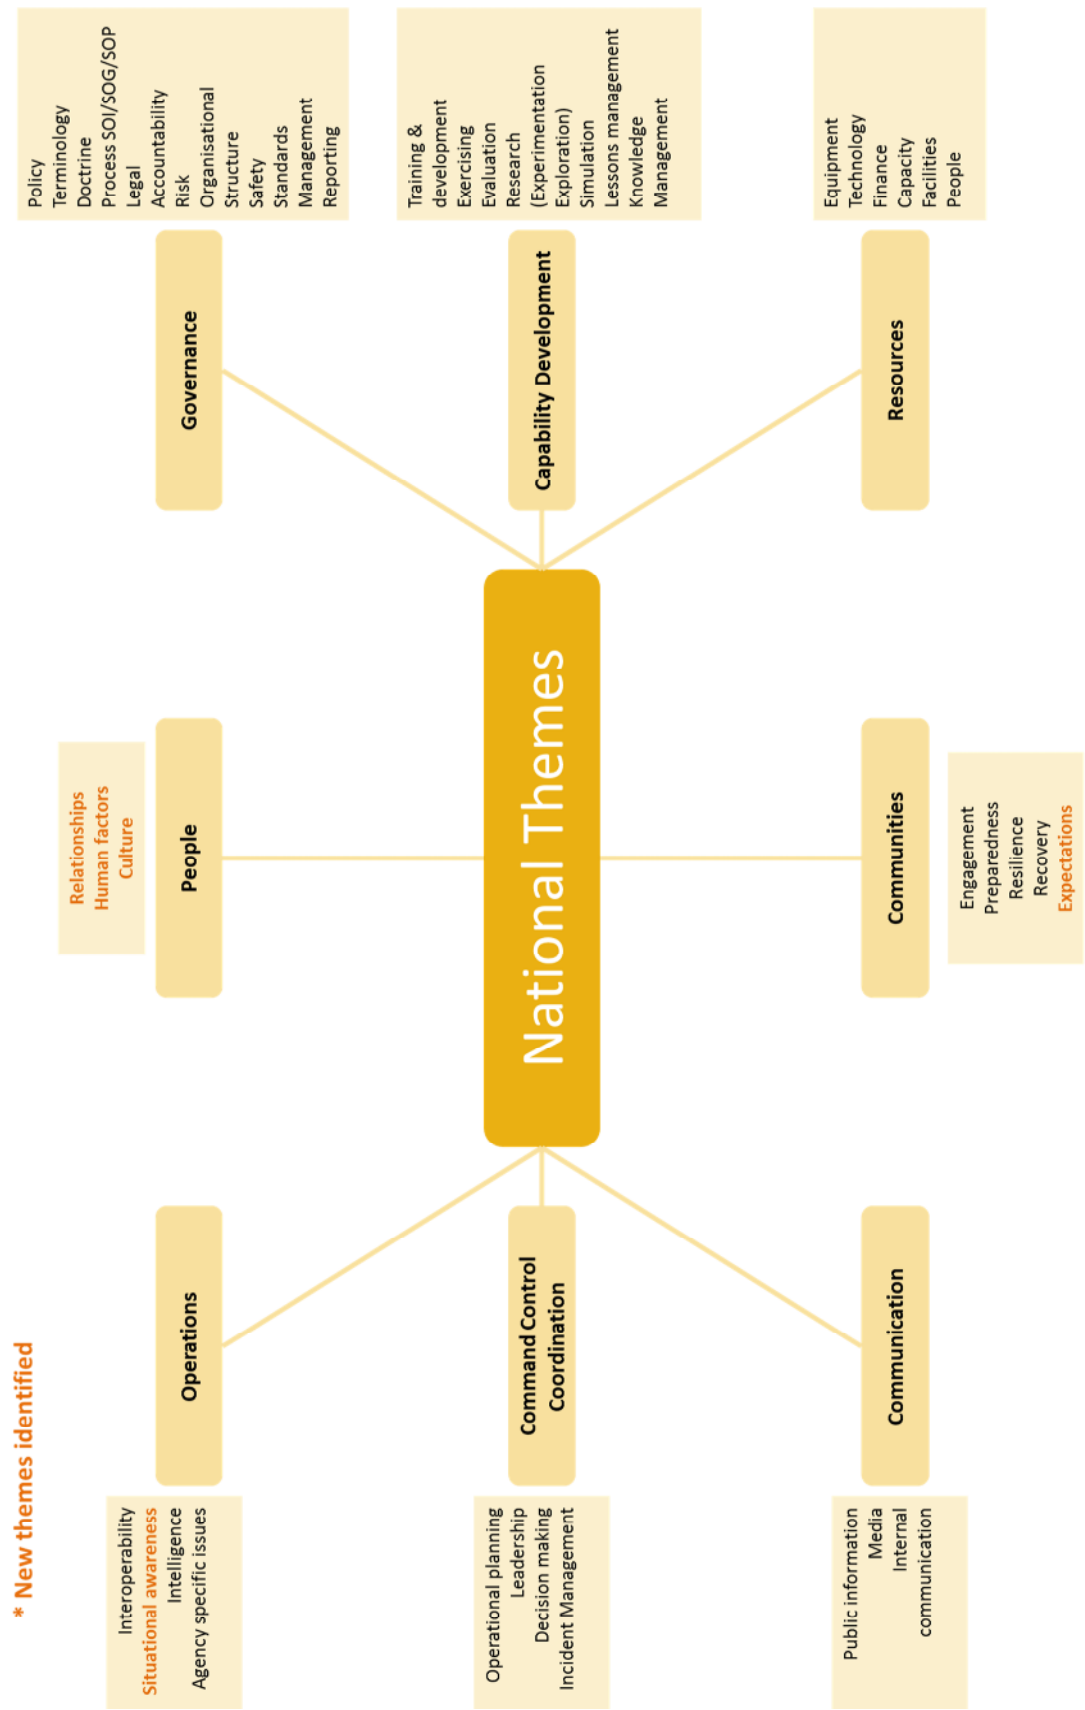 * New themes identified
Interoperability
Situational awareness
Intelligence
Agency specific issues
Operations
Relationships
Human factors
Culture
People
Governance
Policy
Terminology
Doctrine
Process SOI/SOG/SOP
Legal
Accountability
Risk
Organisational
Structure
Safety
Standards
Management
Reporting
Operational planning
Leadership
Decision making
Incident Management
Command Control
Coordination
National Themes
Capability Development
Training &
development
Exercising
Evaluation
Research
(Experimentation
Exploration)
Simulation
Lessons management
Knowledge
Management
Public information
Media
Internal
communication
Communication
Communities
Engagement
Preparedness
Resilience
Recovery
Expectations
Resources
Equipment
Technology
Finance
Capacity
Facilities
People